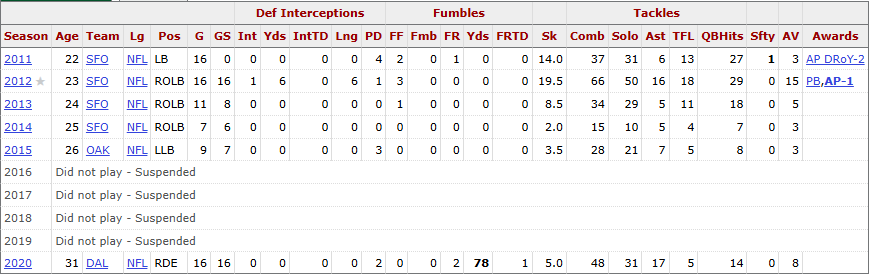 Def Interceptions Fumbles Tackles
Season Age Team Lg Pos G GS Int Yds IntTD Lng PD FF Fmb FR Yds FRTD Sk Comb Solo Ast TFL QBHits Sfty AV Awards
2011 22 SFO NFL LB 16 0 0 0 0 0 4 2 0 1 0 0 14.0 37 31 6 13 27 1 3 AP DRoY-2
2012 ★ 23 SFO NFL ROLB 16 16 1 6 0 6 1 3 0 0 0 0 19.5 66 50 16 18 29 0 15 PB,AP-1
2013 24 SFO NFL ROLB 11 8 0 0 0 0 0 1 0 0 0 0 8.5 34 29 5 11 18 0 5
2014 25 SFO NFL ROLB 7 6 0 0 0 0 0 0 0 0 0 0 2.0 15 10 5 4 7 0 3
2015 26 OAK NFL LLB 9 7 0 0 0 0 3 0 0 0 0 0 3.5 28 21 7 5 8 0 3
2016 Did not play - Suspended
2017 Did not play - Suspended
2018 Did not play - Suspended
2019 Did not play - Suspended
2020 31 DAL NFL RDE 16 16 0 0 0 0 2 0 0 2 78 1 5.0 48 31 17 5 14 0 8